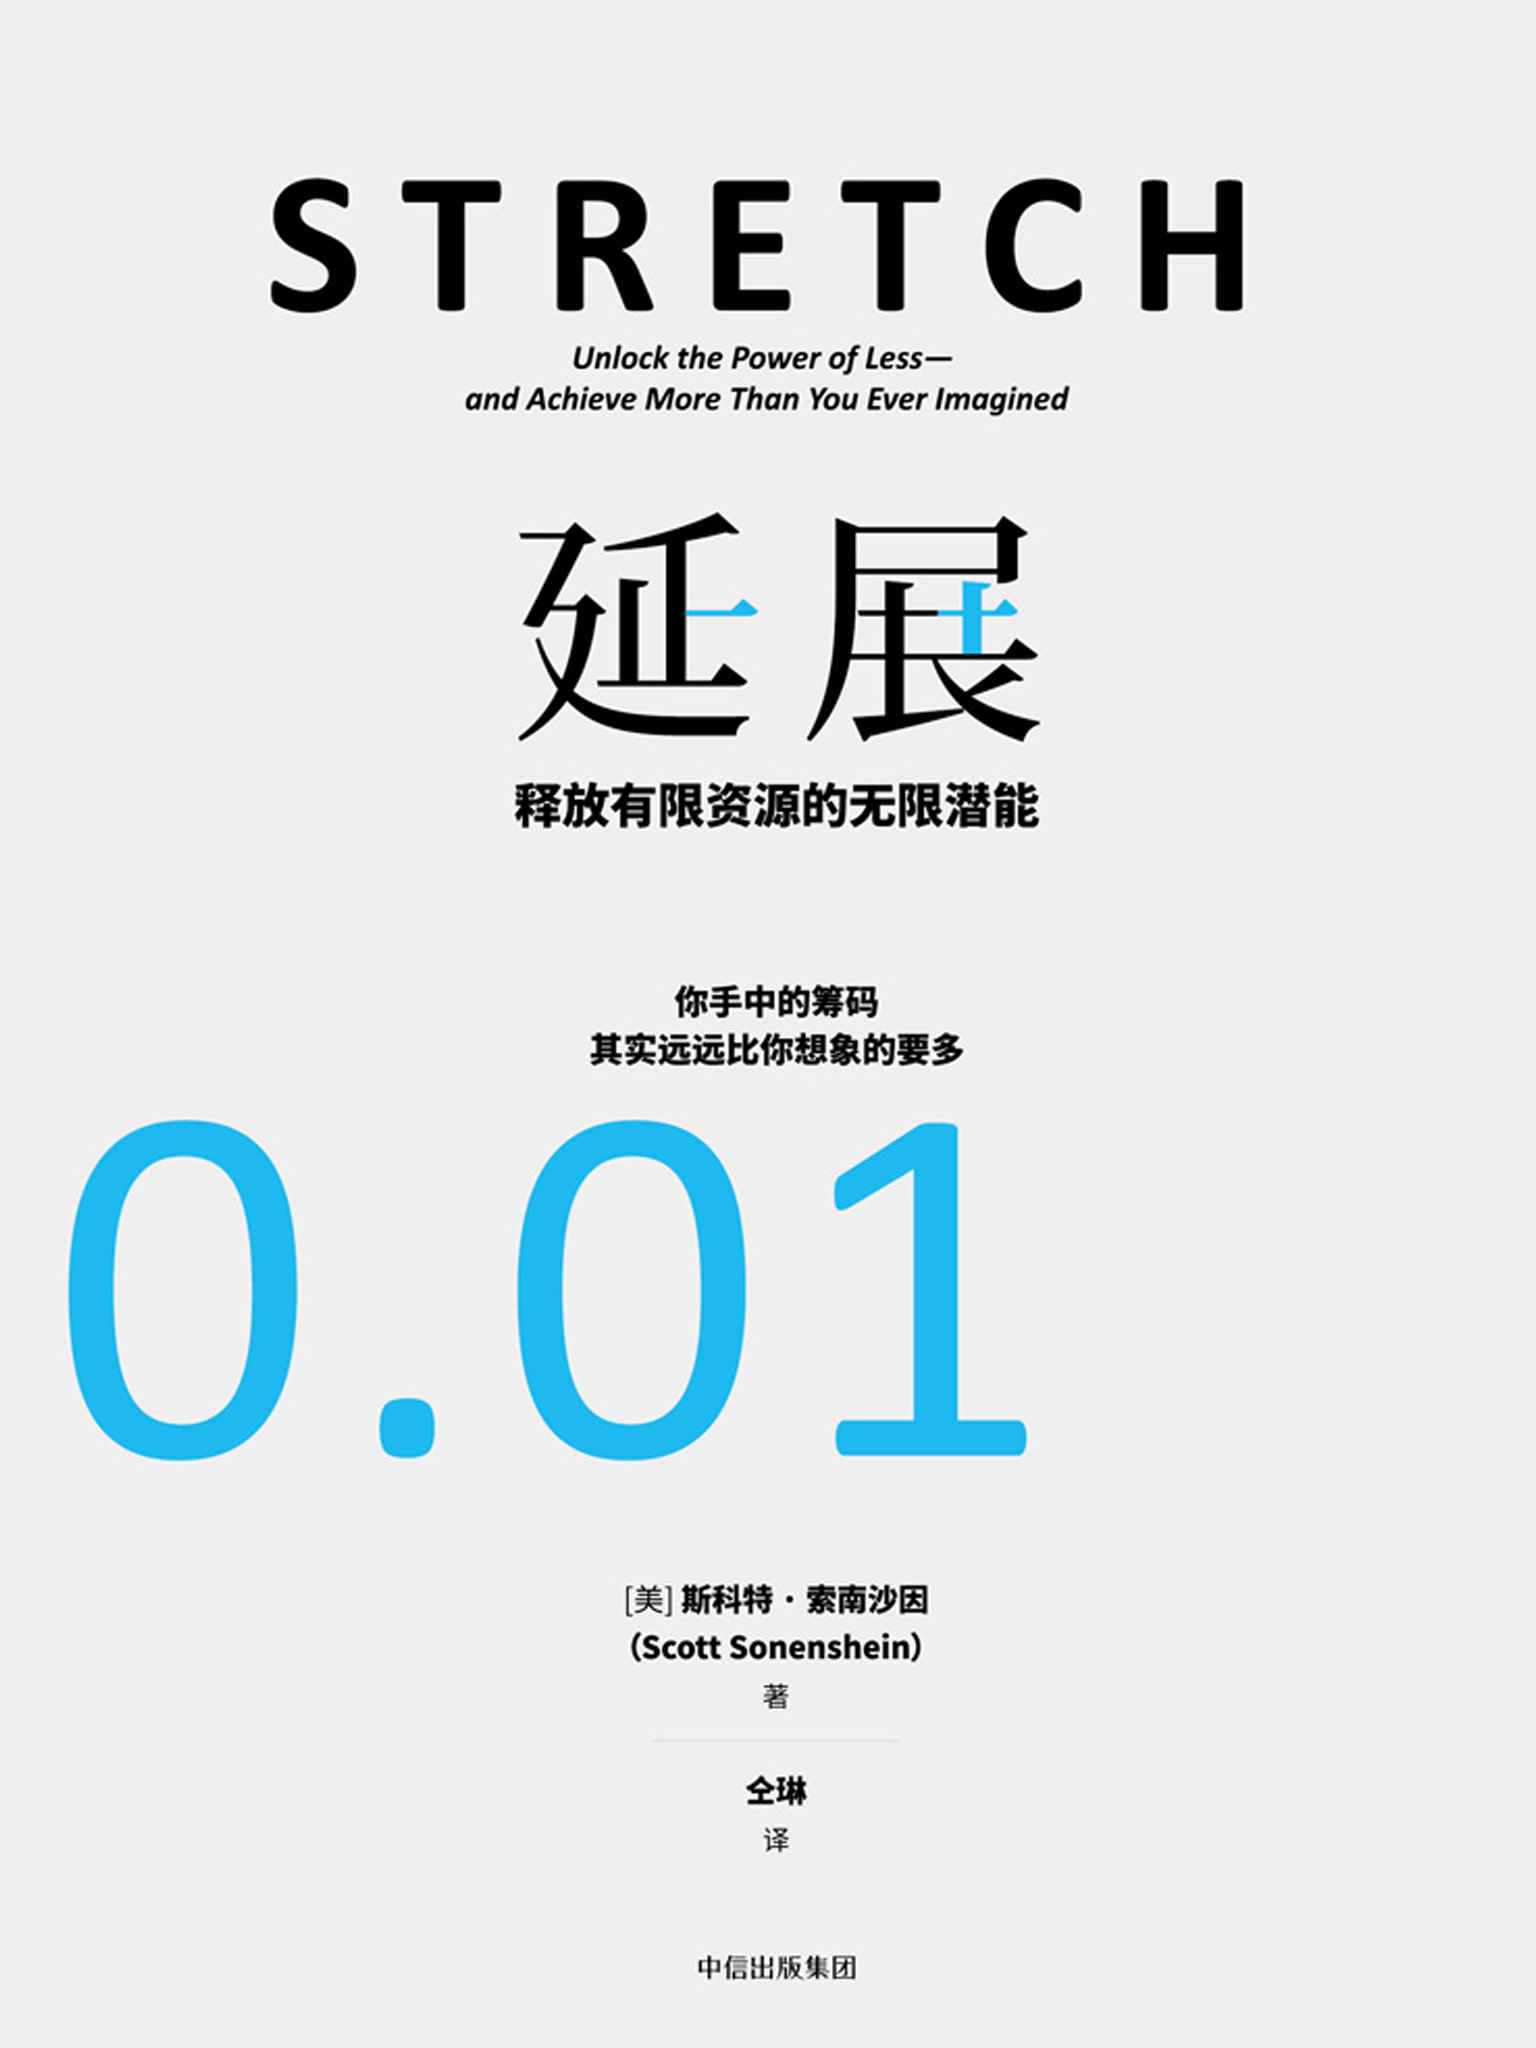 STRETCH
Unlock the Power of Less—
and Achieve More Than You Ever Imagined
延展
释放有限资源的无限潜能
你手中的筹码
其实远远比你想象的要多
0.01
[美] 斯科特·索南沙因
（Scott Sonenshein）
著
仝琳
译
中信出版集团